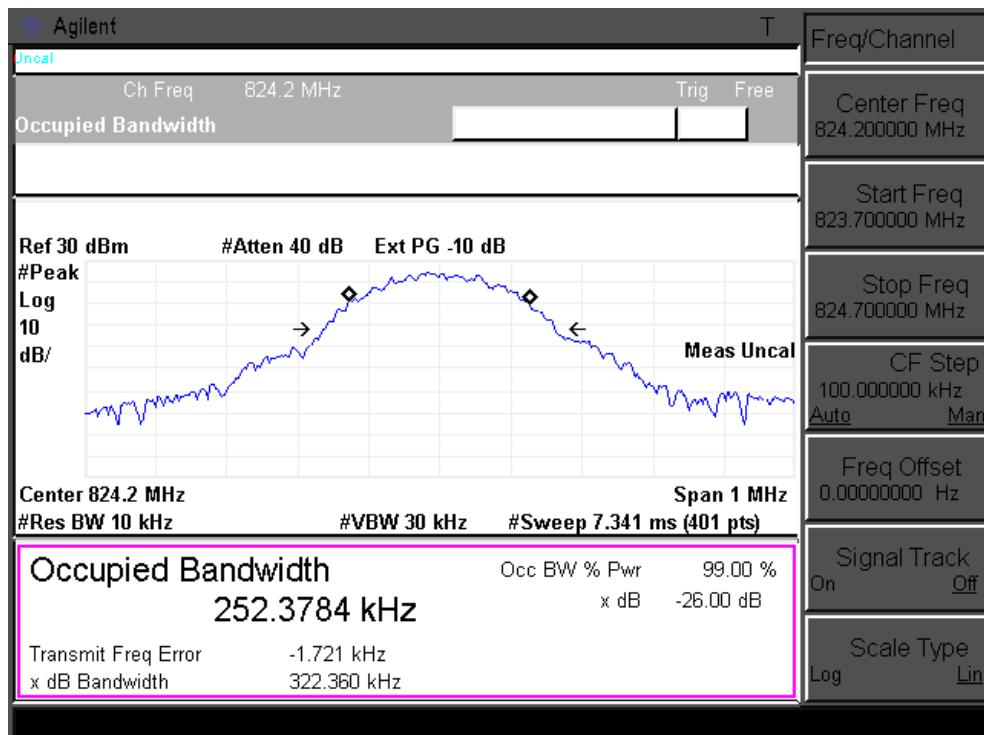 Agilent T
Uncal
Ch Freq 824.2 MHz Trig Free
Occupied Bandwidth
Ref 30 dBm #Atten 40 dB Ext PG -10 dB
#Peak
Log
10
dB/
Meas Uncal
Center 824.2 MHz Span 1 MHz
#Res BW 10 kHz #VBW 30 kHz #Sweep 7.341 ms (401 pts)
Occupied Bandwidth
252.3784 kHz
Occ BW % Pwr 99.00 %
x dB -26.00 dB
Transmit Freq Error -1.721 kHz
x dB Bandwidth 322.360 kHz
Freq/Channel
Center Freq
824.200000 MHz
Start Freq
823.700000 MHz
Stop Freq
824.700000 MHz
CF Step
100.000000 kHz
Auto Man
Freq Offset
0.00000000 Hz
Signal Track
On Off
Scale Type
Log Lin